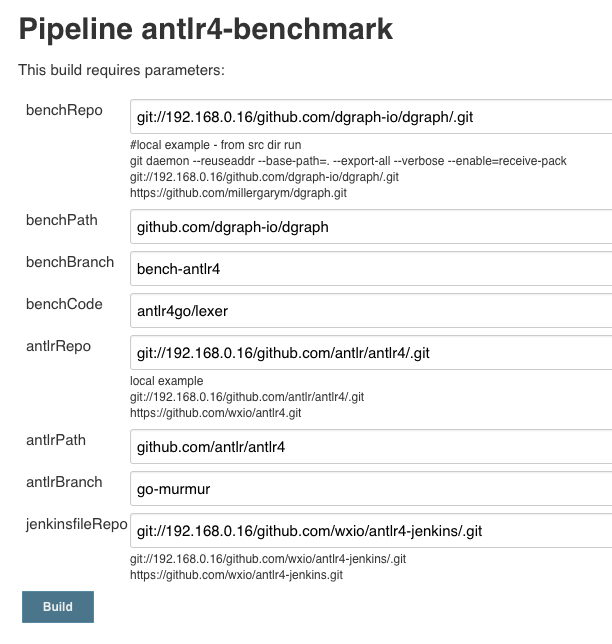 Pipeline antlr4-benchmark
This build requires parameters:
benchRepo
git://192.168.0.16/github.com/dgraph-io/dgraph/.git
#local example - from src dir run
git daemon --reuseaddr --base-path=. --export-all --verbose --enable=receive-pack
git://192.168.0.16/github.com/dgraph-io/dgraph/.git
https://github.com/millergarym/dgraph.git
benchPath
github.com/dgraph-io/dgraph
benchBranch
bench-antlr4
benchCode
antlr4go/lexer
antlrRepo
git://192.168.0.16/github.com/antlr/antlr4/.git
local example
git://192.168.0.16/github.com/antlr/antlr4/.git
https://github.com/wxio/antlr4.git
antlrPath
github.com/antlr/antlr4
antlrBranch
go-murmur
jenkinsfileRepo
git://192.168.0.16/github.com/wxio/antlr4-jenkins/.git
git://192.168.0.16/github.com/wxio/antlr4-jenkins/.git
https://github.com/wxio/antlr4-jenkins.git
Build